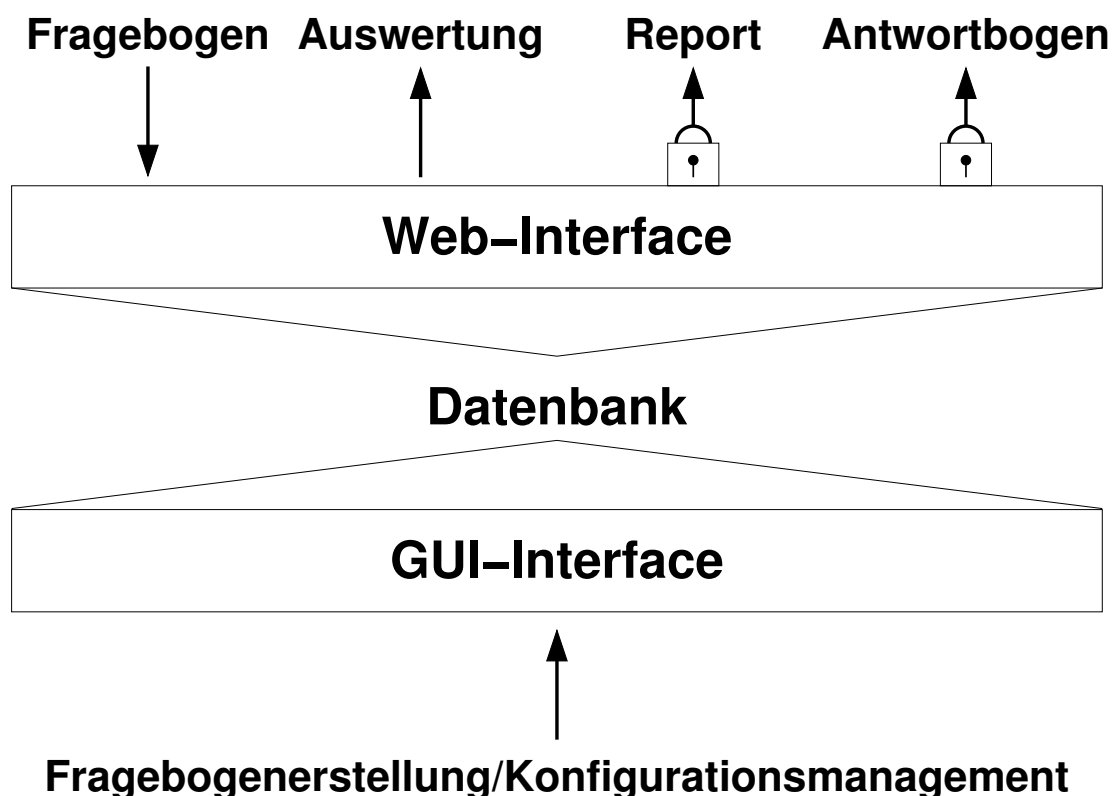 Fragebogen Auswertung Report Antwortbogen
Web–Interface
Datenbank
GUI–Interface
Fragebogenerstellung/Konfigurationsmanagement